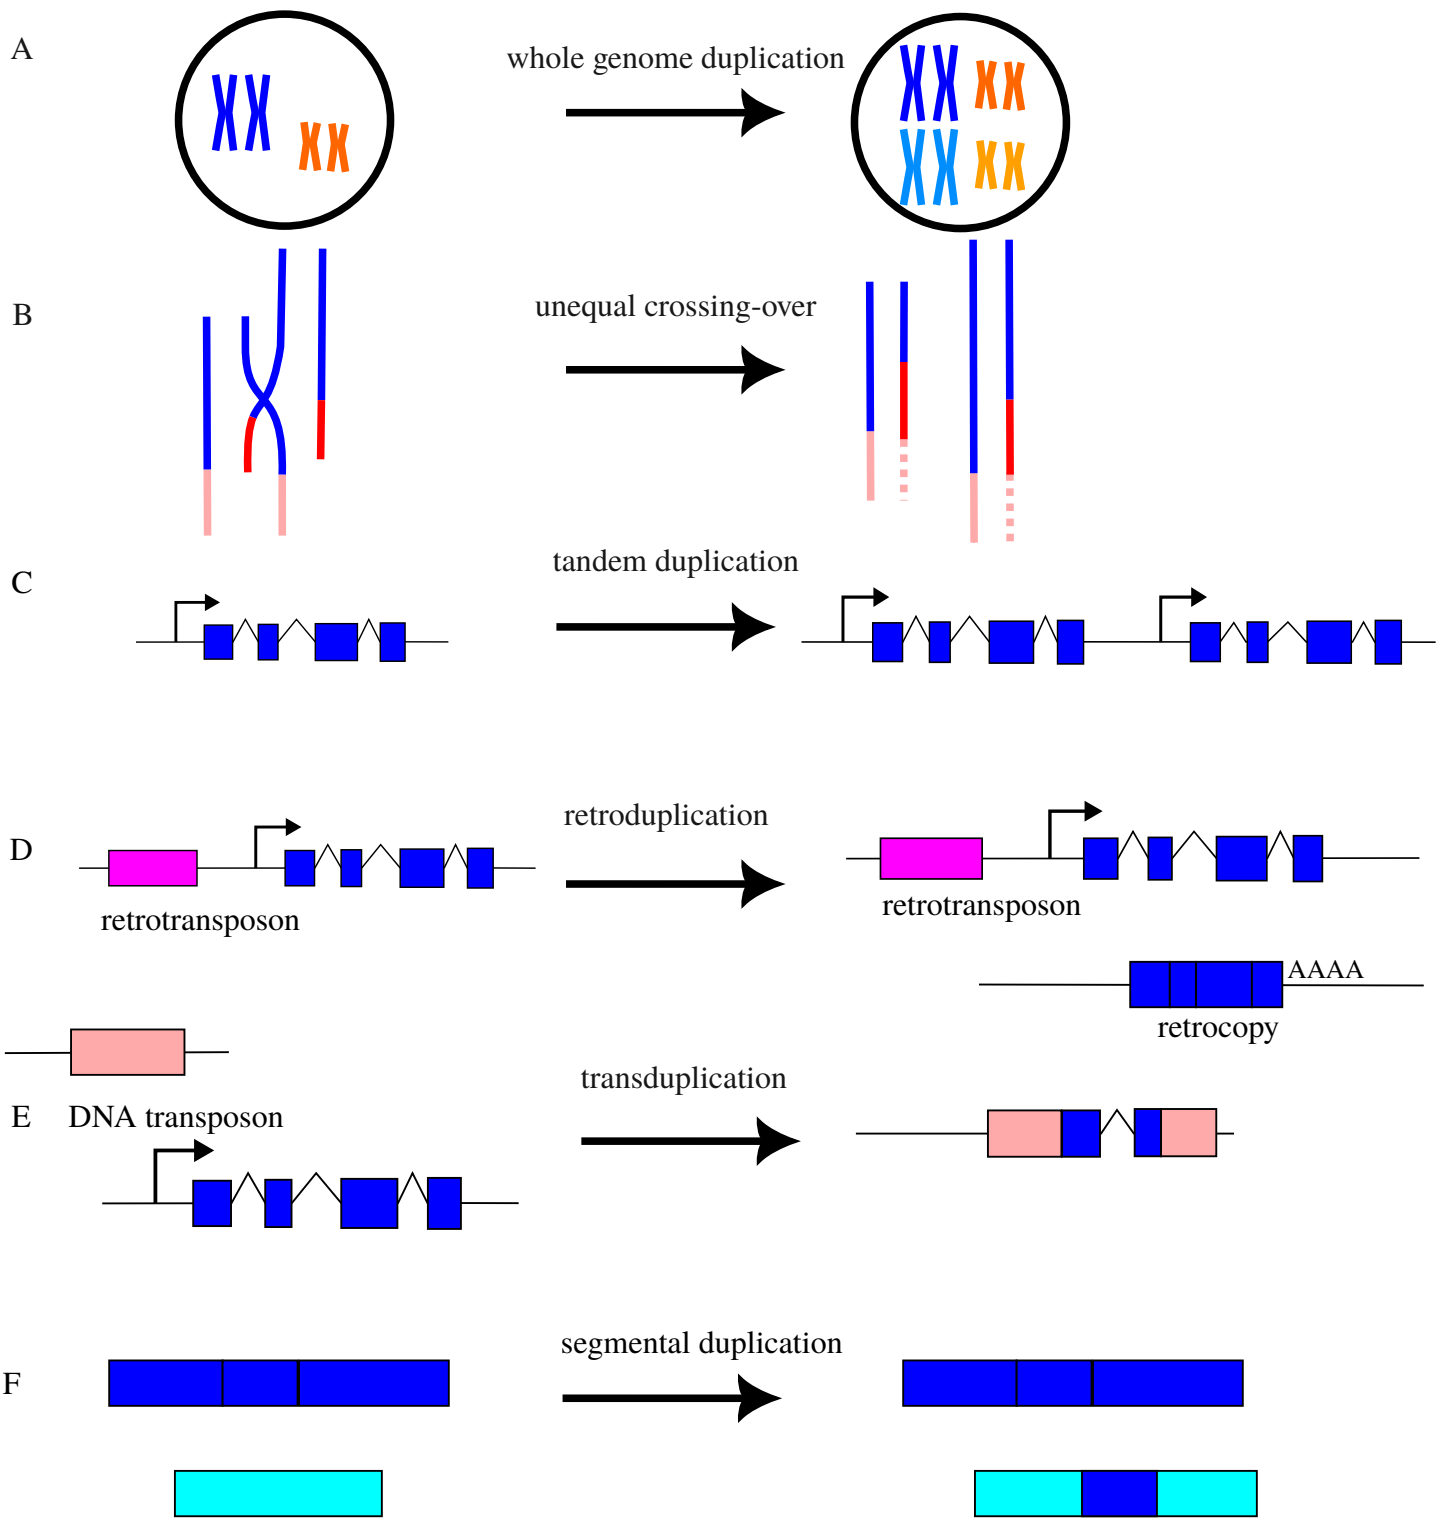 A
whole genome duplication
B
unequal crossing-over
C
tandem duplication
D
retroduplication
retrotransposon
retrotransposon
AAAA
retrocopy
transduplication
E
DNA transposon
segmental duplication
F